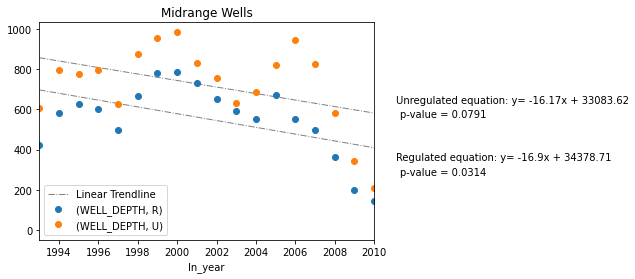 Midrange Wells
1000
800
600
400
200
0
Linear Trendline
(WELL_DEPTH, R)
(WELL_DEPTH, U)
1994 1996 1998 2000 2002 2004 2006 2008 2010
In_year
Unregulated equation: y= -16.17x + 33083.62
p-value = 0.0791
Regulated equation: y= -16.9x + 34378.71
p-value = 0.0314